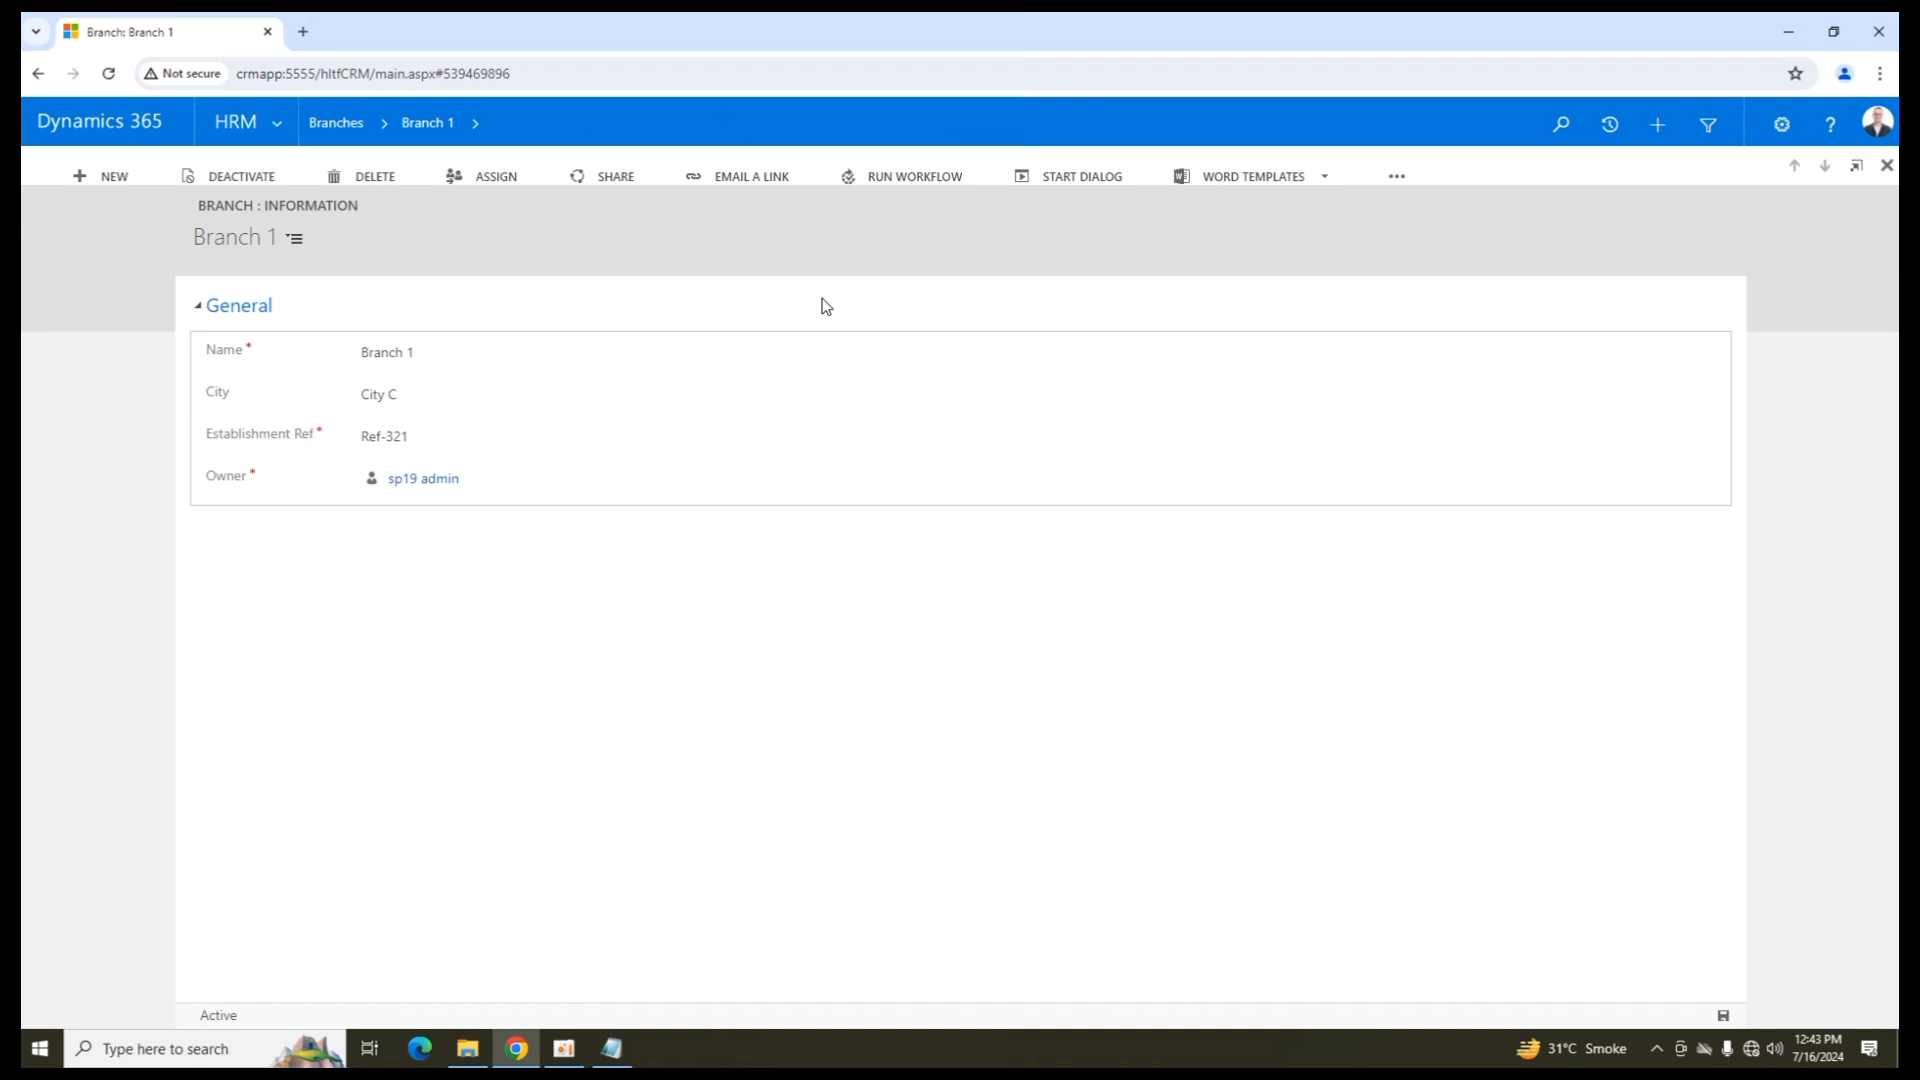 Branch: Branch 1
Not secure crmapp:5555/hltfCRM/main.aspx#539469896
Dynamics 365 HRM Branches > Branch 1 >
NEW DEACTIVATE DELETE ASSIGN SHARE EMAIL A LINK RUN WORKFLOW START DIALOG WORD TEMPLATES
BRANCH : INFORMATION
Branch 1
General
Name* Branch 1
City City C
Establishment Ref* Ref-321
Owner* sp19 admin
Active
Type here to search 31°C Smoke 12:43 PM
7/16/2024